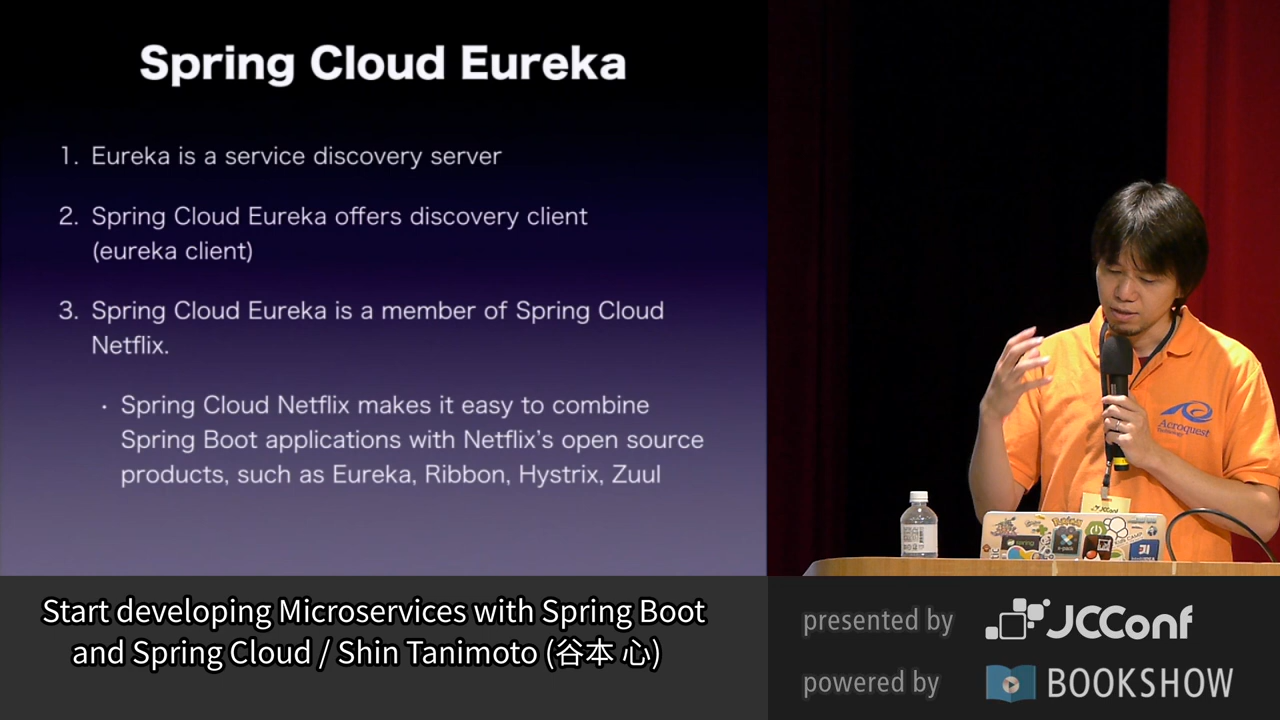 Spring Cloud Eureka
1. Eureka is a service discovery server
2. Spring Cloud Eureka offers discovery client
(eureka client)
3. Spring Cloud Eureka is a member of Spring Cloud
Netflix.
• Spring Cloud Netflix makes it easy to combine
Spring Boot applications with Netflix's open source
products, such as Eureka, Ribbon, Hystrix, Zuul
Acroquest
Technology
JCConf
Start developing Microservices with Spring Boot
and Spring Cloud / Shin Tanimoto (谷本 心)
presented by JCConf
powered by BOOKSHOW